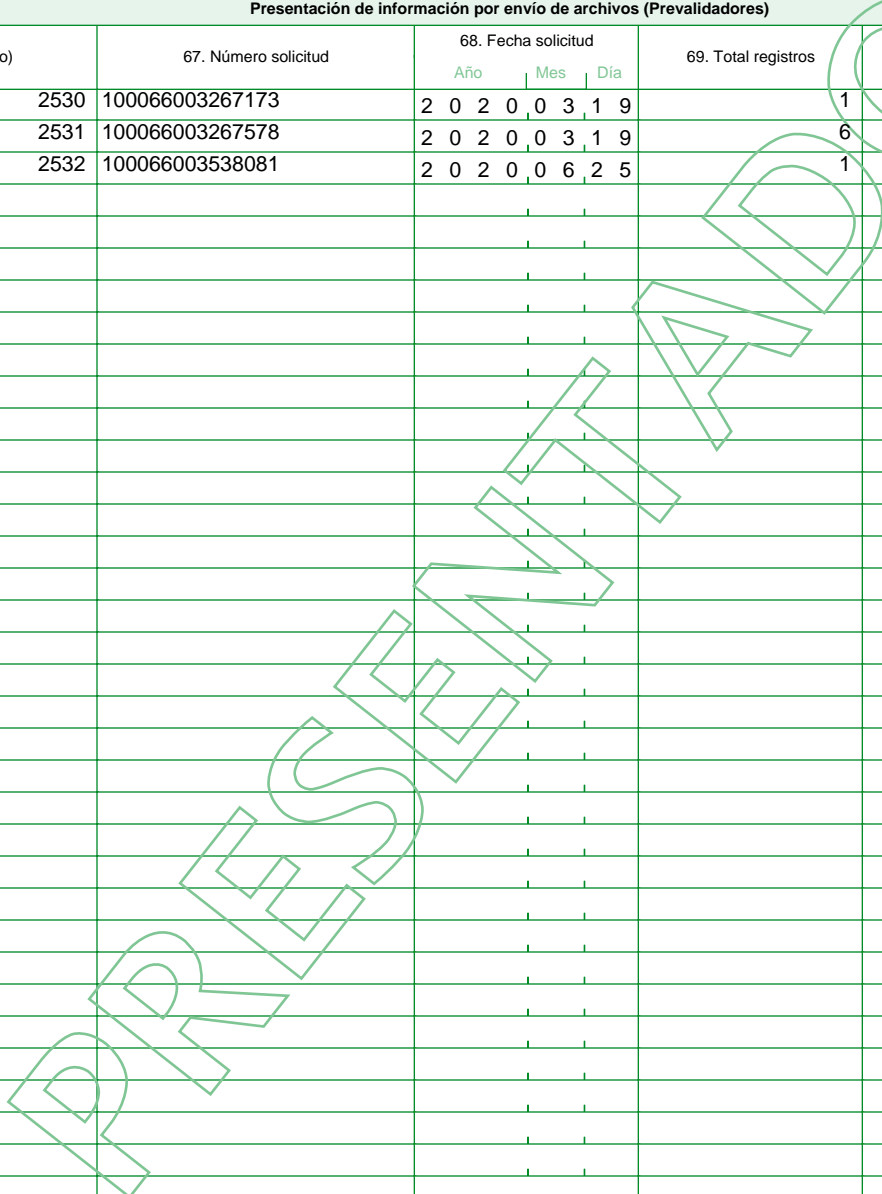 Presentación de información por envío de archivos (Prevalidadores)
o) 67. Número solicitud 68. Fecha solicitud 69. Total registros
Año Mes Día
2530 100066003267173 2 0 2 0 0 3 1 9 1
2531 100066003267578 2 0 2 0 0 3 1 9 6
2532 100066003538081 2 0 2 0 0 6 2 5 1
PRESENTADO